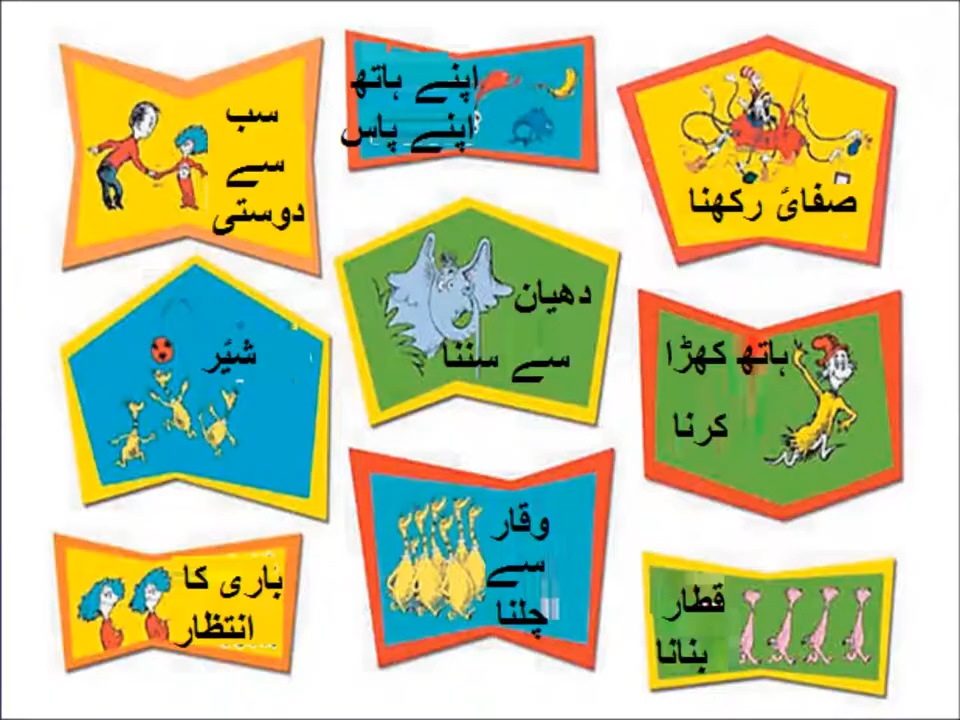 سب
سے
دوستی
اپنے ہاتھ
اپنے پاس
صفائ رکھنا
شیٔر
دھیان
سے سننا
ہاتھ کھڑا
کرنا
باری کا
انتظار
وقار
سے
چلنا
قطار
بنانا